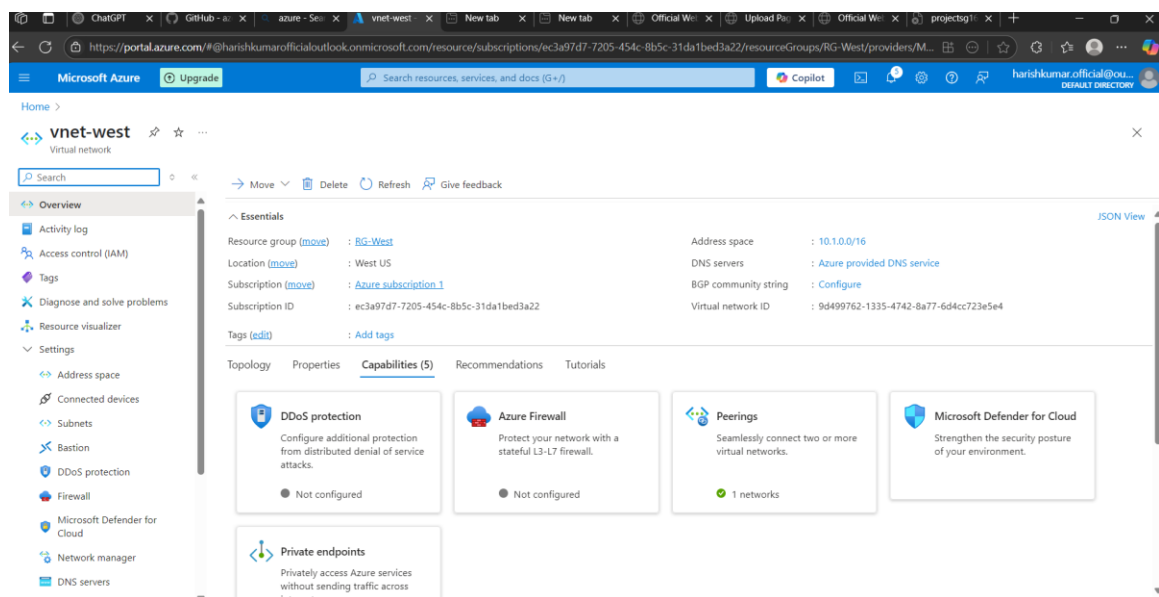 ChatGPT
GitHub - az
azure - Sear
vnet-west -
New tab
New tab
Official Wel
Upload Pag
Official Wel
projectsg1
https://portal.azure.com/#@harishkumarofficialoutlook.onmicrosoft.com/resource/subscriptions/ec3a97d7-7205-454c-8b5c-31da1bed3a22/resourceGroups/RG-West/providers/M...
Microsoft Azure
Upgrade
Search resources, services, and docs (G+/)
Copilot
5
harishkumar.official@ou...
DEFAULT DIRECTORY
Home >
vnet-west
Virtual network
Search
Overview
Activity log
Access control (IAM)
Tags
Diagnose and solve problems
Resource visualizer
Settings
Address space
Connected devices
Subnets
Bastion
DDoS protection
Firewall
Microsoft Defender for
Cloud
Network manager
DNS servers
Move
Delete
Refresh
Give feedback
Essentials
JSON View
Resource group (move) : RG-West
Location (move) : West US
Subscription (move) : Azure subscription 1
Subscription ID : ec3a97d7-7205-454c-8b5c-31da1bed3a22
Tags (edit) : Add tags
Address space : 10.1.0.0/16
DNS servers : Azure provided DNS service
BGP community string : Configure
Virtual network ID : 9d499762-1335-4742-8a77-6d4cc723e5e4
Topology
Properties
Capabilities (5)
Recommendations
Tutorials
DDoS protection
Configure additional protection
from distributed denial of service
attacks.
Not configured
Azure Firewall
Protect your network with a
stateful L3-L7 firewall.
Not configured
Peerings
Seamlessly connect two or more
virtual networks.
1 networks
Microsoft Defender for Cloud
Strengthen the security posture
of your environment.
Private endpoints
Privately access Azure services
without sending traffic across